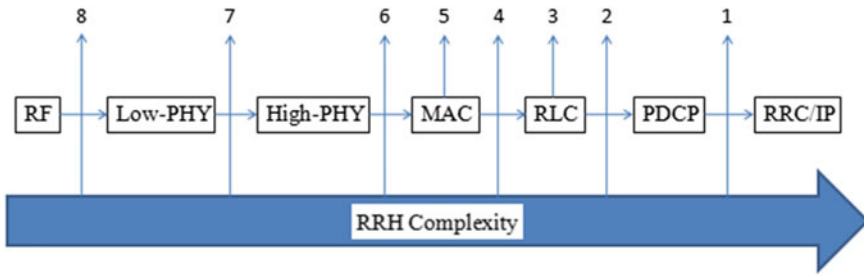 8 7 6 5 4 3 2 1
RF Low-PHY High-PHY MAC RLC PDCP RRC/IP
RRH Complexity